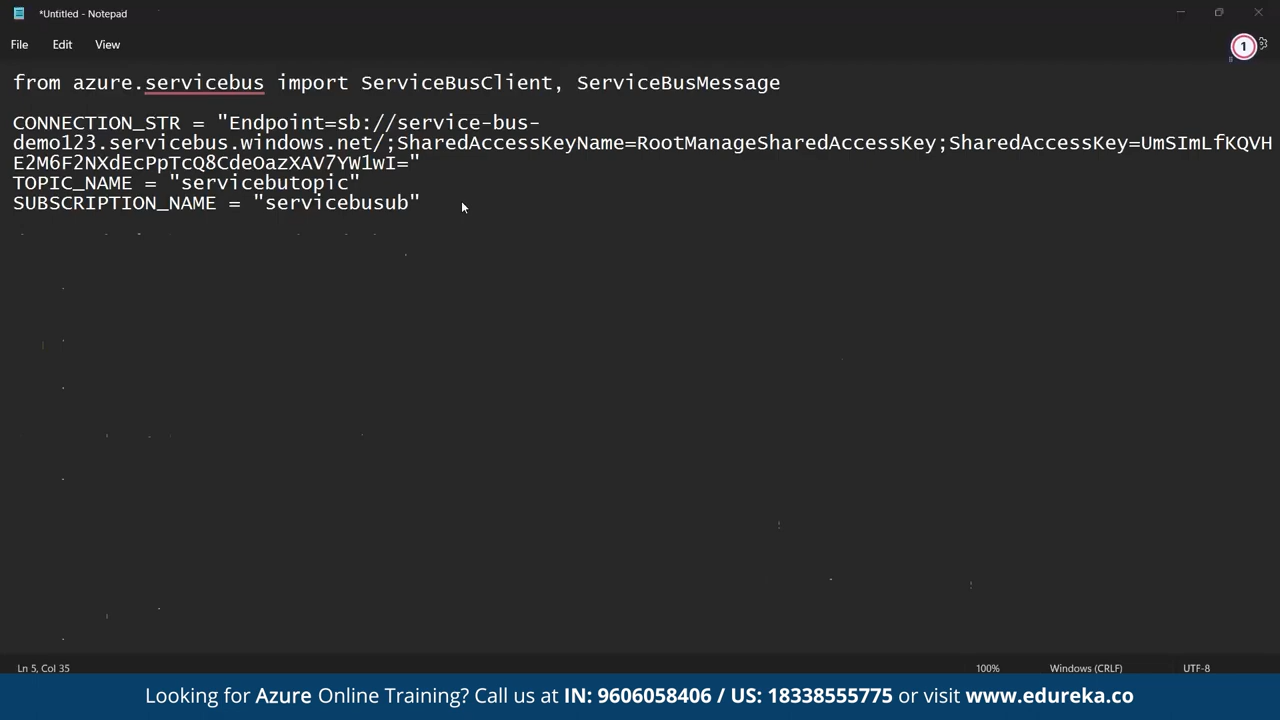 *Untitled - Notepad
File Edit View
1
from azure.servicebus import ServiceBusClient, ServiceBusMessage
CONNECTION_STR = "Endpoint=sb://service-bus-
demo123.servicebus.windows.net/;SharedAccessKeyName=RootManageSharedAccessKey;SharedAccessKey=UmSImLfKQVH
E2M6F2NXdEcPpTcQ8CdeOazXAV7YW1wI="
TOPIC_NAME = "servicebutopic"
SUBSCRIPTION_NAME = "servicebusub"
Ln 5, Col 35 100% Windows (CRLF) UTF-8
Looking for Azure Online Training? Call us at IN: 9606058406 / US: 18338555775 or visit www.edureka.co